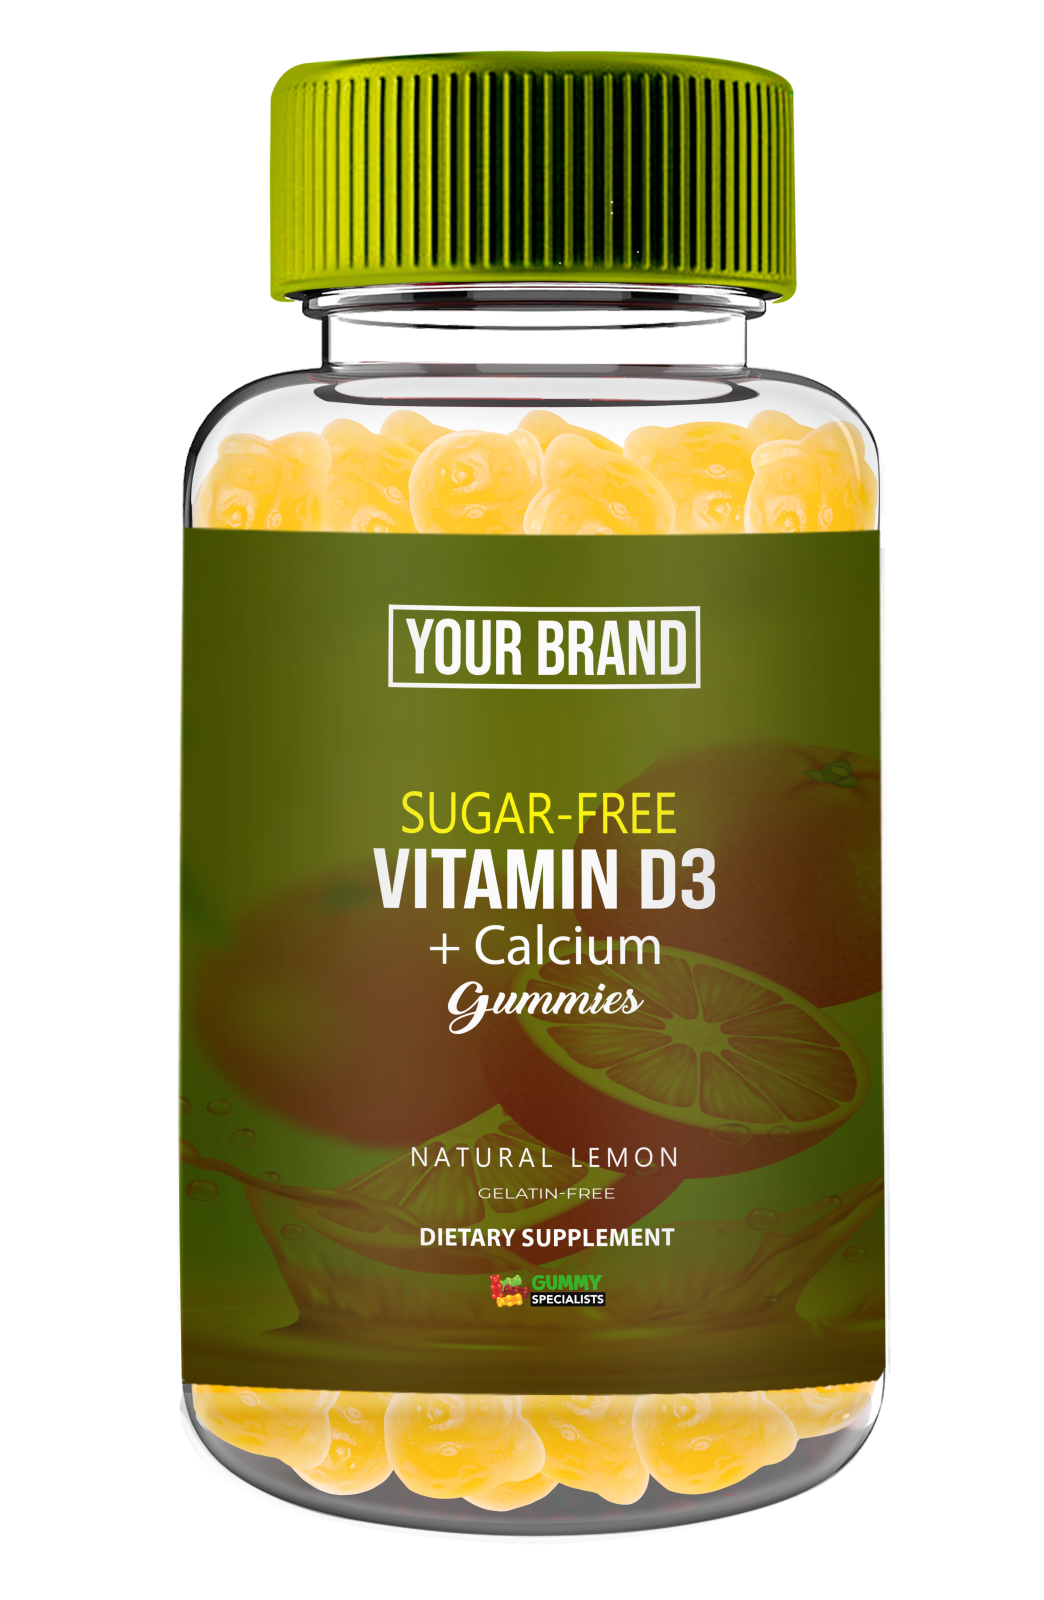 YOUR BRAND
SUGAR-FREE
VITAMIN D3
+ Calcium
Gummies
NATURAL LEMON
GELATIN-FREE
DIETARY SUPPLEMENT
GUMMY
SPECIALISTS